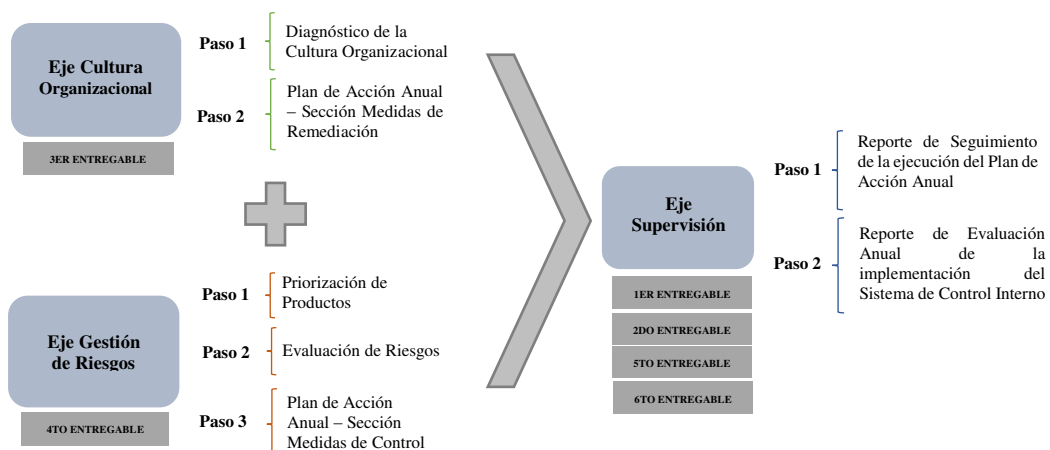 Eje Cultura
Organizacional
3ER ENTREGABLE
Paso 1
Diagnóstico de la
Cultura Organizacional
Paso 2
Plan de Acción Anual
– Sección Medidas de
Remediación
Eje Gestión
de Riesgos
4TO ENTREGABLE
Paso 1
Priorización de
Productos
Paso 2
Evaluación de Riesgos
Paso 3
Plan de Acción
Anual – Sección
Medidas de Control
Eje
Supervisión
1ER ENTREGABLE
2DO ENTREGABLE
5TO ENTREGABLE
6TO ENTREGABLE
Paso 1
Reporte de Seguimiento
de la ejecución del Plan de
Acción Anual
Paso 2
Reporte de Evaluación
Anual de la
implementación del
Sistema de Control Interno